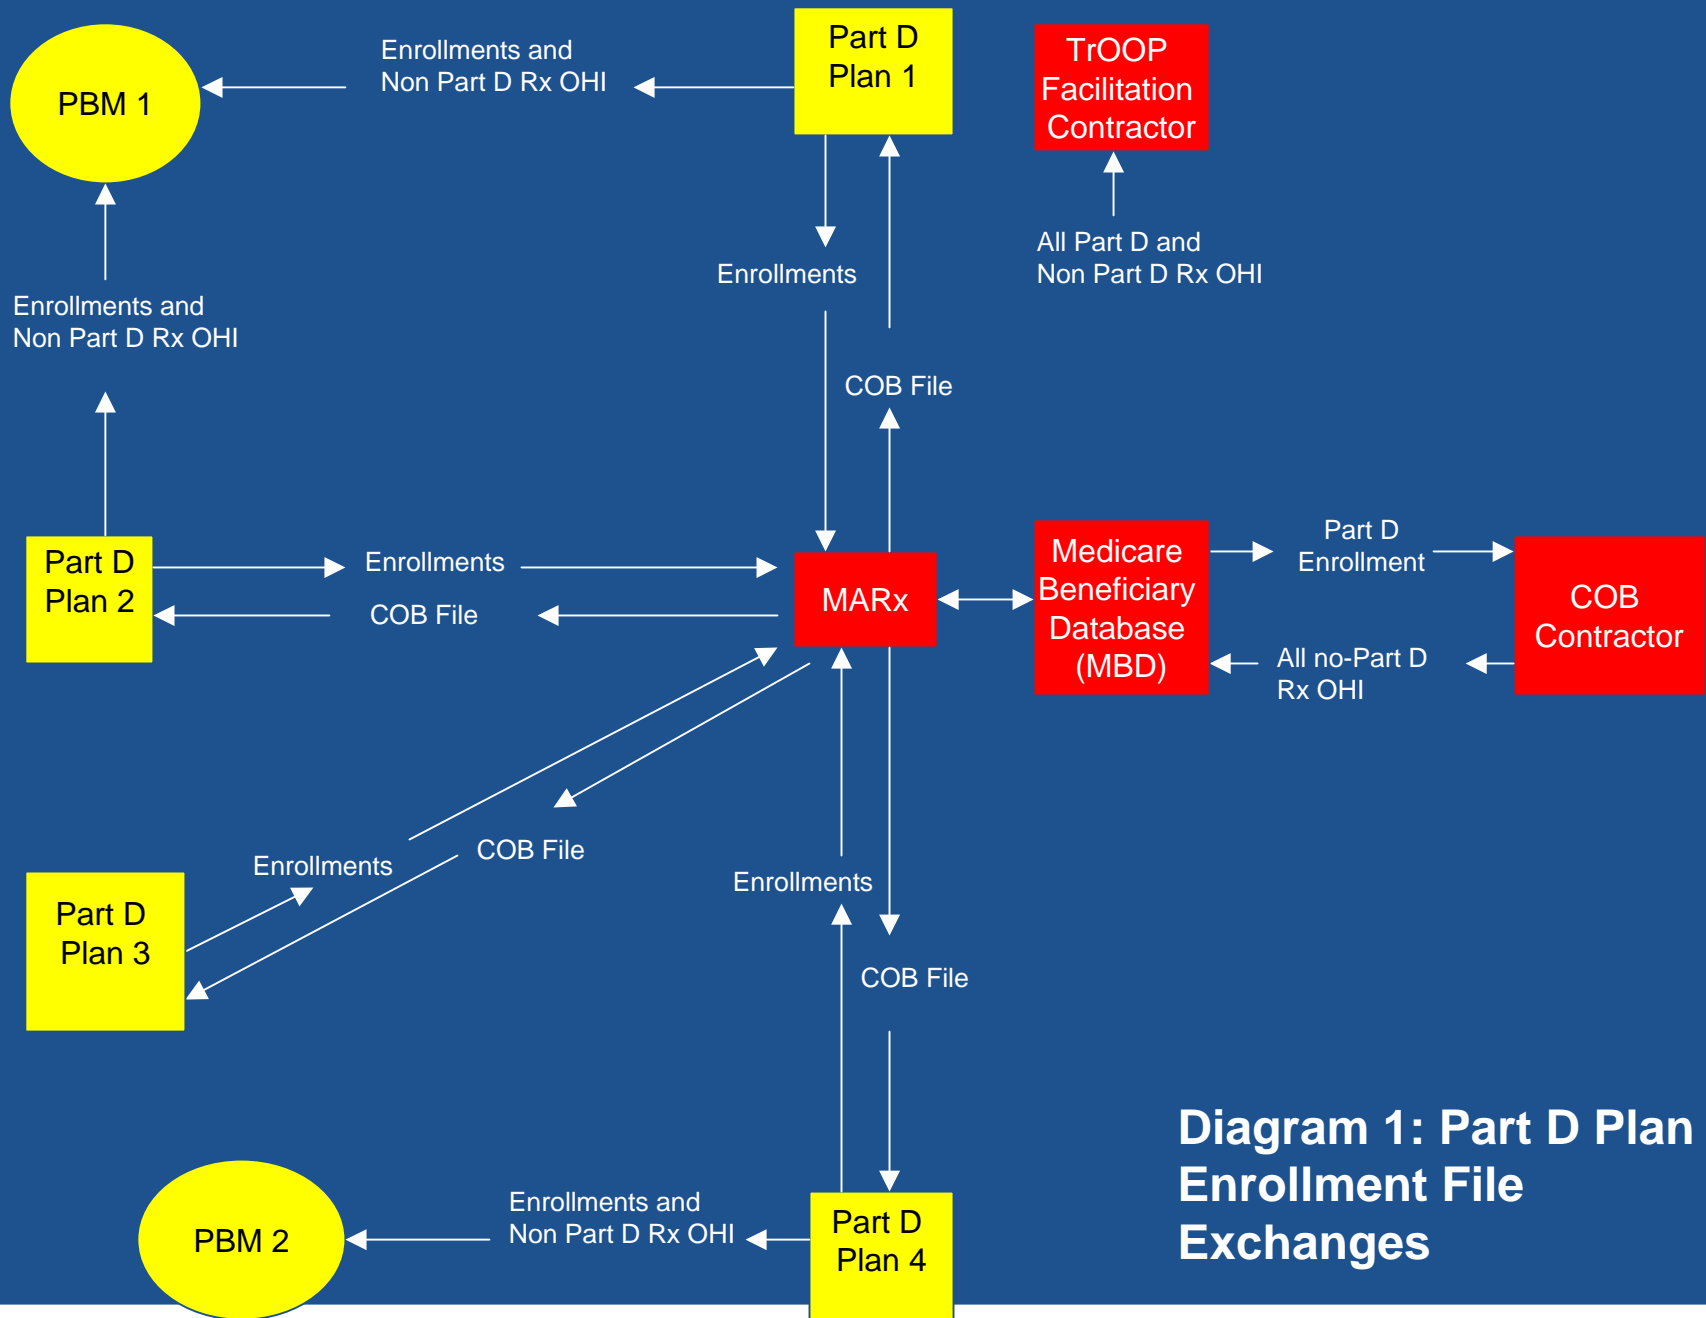 Enrollments and
Non Part D Rx OHI
Part D
Plan 1
TrOOP
Facilitation
Contractor
PBM 1
All Part D and
Non Part D Rx OHI
Enrollments
Enrollments and
Non Part D Rx OHI
COB File
Part D
Plan 2
Enrollments
COB File
MARx
Medicare
Beneficiary
Database
(MBD)
Part D
Enrollment
All no-Part D
Rx OHI
COB
Contractor
Enrollments
COB File
Part D
Plan 3
Enrollments
COB File
PBM 2
Enrollments and
Non Part D Rx OHI
Part D
Plan 4
Diagram 1: Part D Plan
Enrollment File
Exchanges